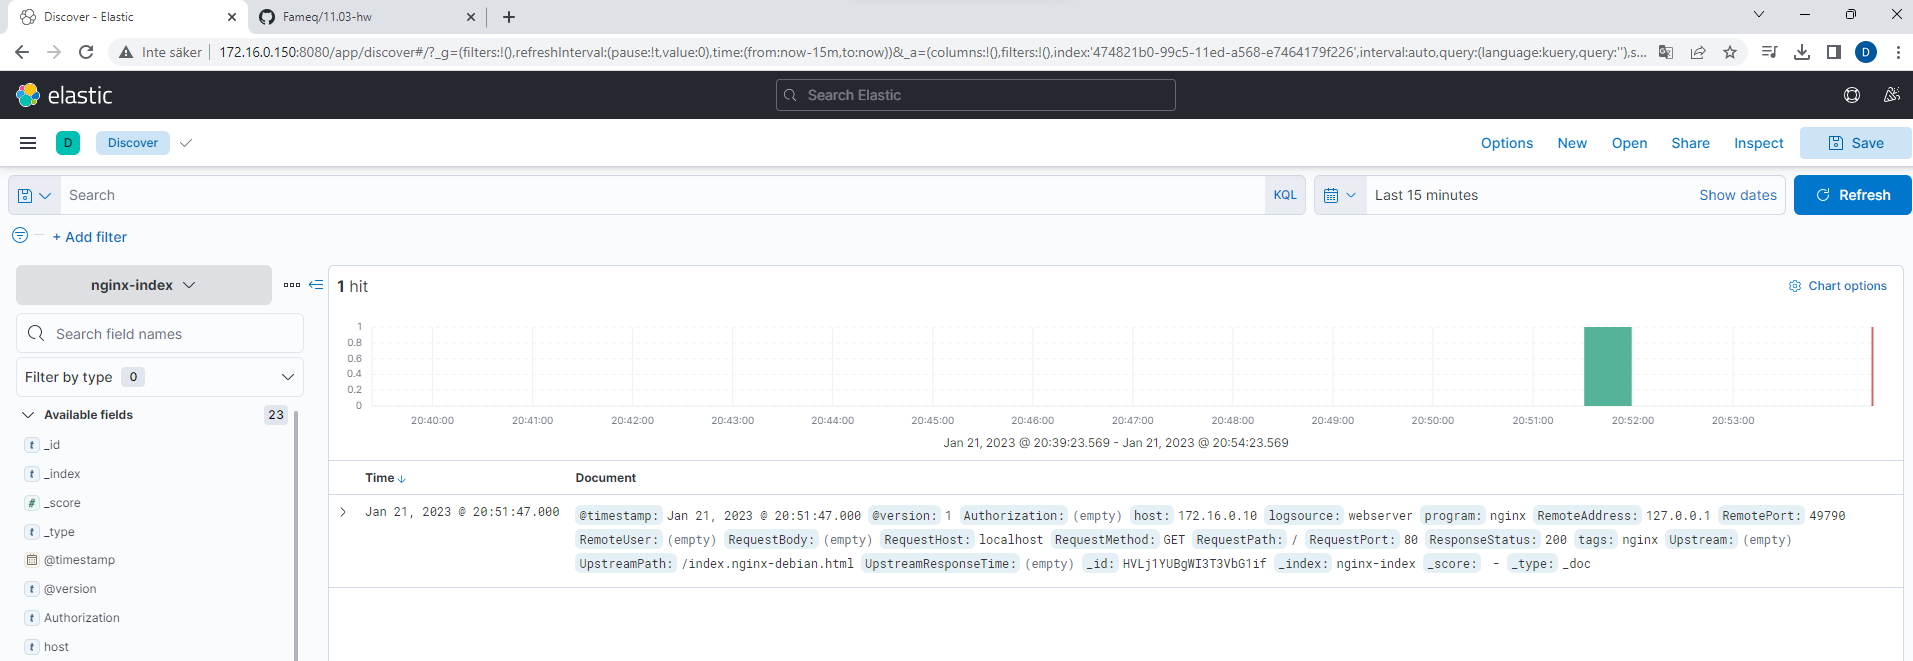 Discover - Elastic
Fameq/11.03-hw
Inte säker
172.16.0.150:8080/app/discover#/?_g=(filters:!(),refreshInterval:(pause:!t,value:0),time:(from:now-15m,to:now))&_a=(columns:!(),filters:!(),index:'474821b0-99c5-11ed-a568-e7464179f226',interval:auto,query:(language:kuery,query:''),s...
D
elastic
Search Elastic
D
Discover
Options
New
Open
Share
Inspect
Save
Search
KQL
Last 15 minutes
Show dates
Refresh
+ Add filter
nginx-index
Search field names
Filter by type 0
Available fields 23
t _id
t _index
# _score
t _type
@timestamp
t @version
t Authorization
t host
1 hit
Chart options
1
0.8
0.6
0.4
0.2
0
20:40:00 20:41:00 20:42:00 20:43:00 20:44:00 20:45:00 20:46:00 20:47:00 20:48:00 20:49:00 20:50:00 20:51:00 20:52:00 20:53:00
Jan 21, 2023 @ 20:39:23.569 - Jan 21, 2023 @ 20:54:23.569
Time Document
Jan 21, 2023 @ 20:51:47.000
@timestamp: Jan 21, 2023 @ 20:51:47.000 @version: 1 Authorization: (empty) host: 172.16.0.10 logsource: webserver program: nginx RemoteAddress: 127.0.0.1 RemotePort: 49790
RemoteUser: (empty) RequestBody: (empty) RequestHost: localhost RequestMethod: GET RequestPath: / RequestPort: 80 ResponseStatus: 200 tags: nginx Upstream: (empty)
UpstreamPath: /index.nginx-debian.html UpstreamResponseTime: (empty) _id: HVLj1YUBgWI3T3VbG1if _index: nginx-index _score: - _type: _doc